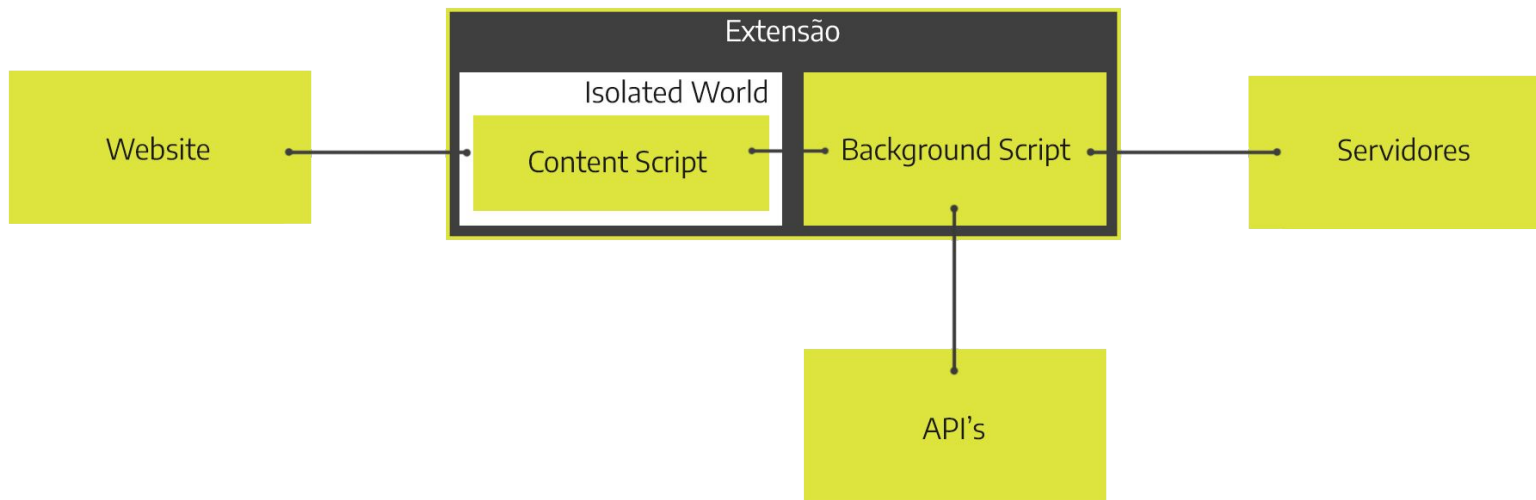 Extensão
Isolated World
Website
Content Script
Background Script
Servidores
API's